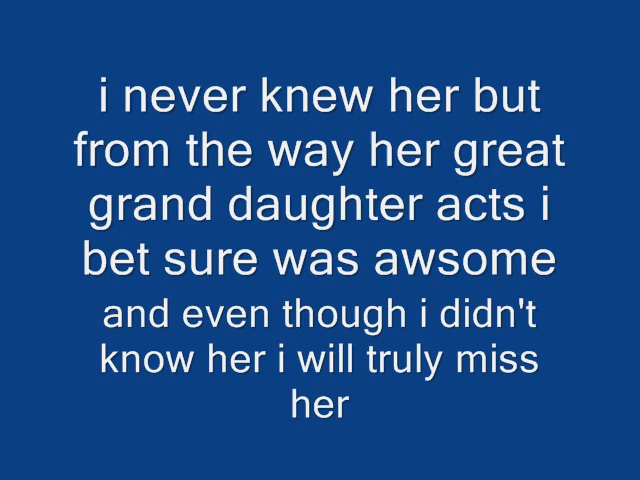 i never knew her but
from the way her great
grand daughter acts i
bet sure was awsome
and even though i didn't
know her i will truly miss
her